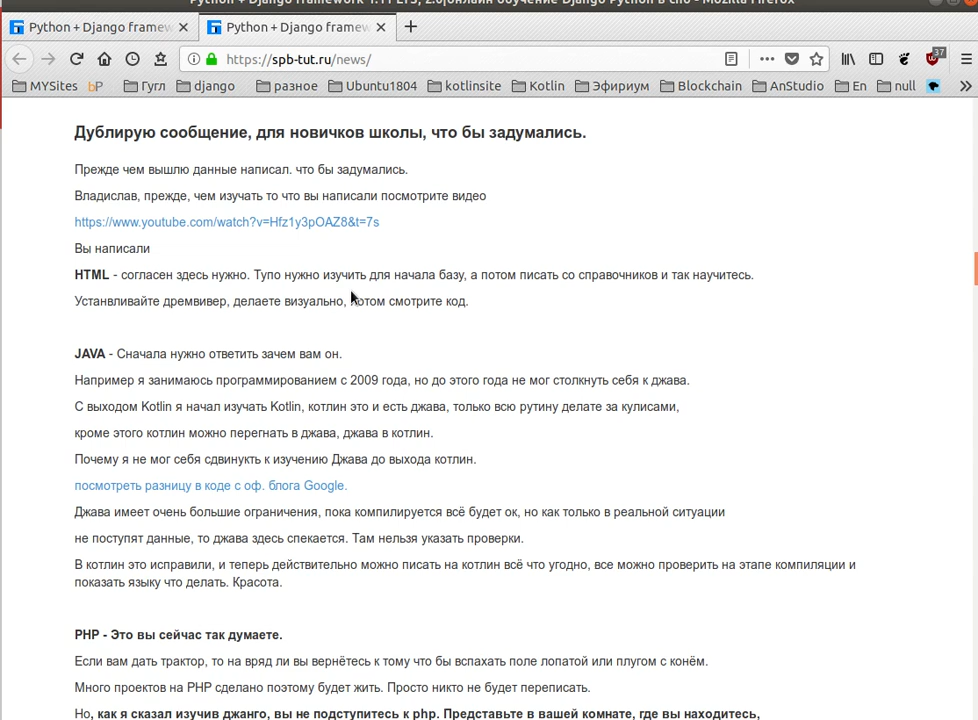 Python + Django framework 1.11 LTS, 2.0|онлайн обучение Django Python в спб - Mozilla Firefox
Python + Django framew
Python + Django framew
https://spb-tut.ru/news/
37
MYSites
bP
Гугл
django
разное
Ubuntu1804
kotlinsite
Kotlin
Эфириум
Blockchain
AnStudio
En
null
Дублирую сообщение, для новичков школы, что бы задумались.
Прежде чем вышлю данные написал. что бы задумались.
Владислав, прежде, чем изучать то что вы написали посмотрите видео
https://www.youtube.com/watch?v=Hfz1y3pOAZ8&t=7s
Вы написали
HTML - согласен здесь нужно. Тупо нужно изучить для начала базу, а потом писать со справочников и так научитесь.
Устанвливайте дремвивер, делаете визуально, потом смотрите код.
JAVA - Сначала нужно ответить зачем вам он.
Например я занимаюсь программированием с 2009 года, но до этого года не мог столкнуть себя к джава.
С выходом Kotlin я начал изучать Kotlin, котлин это и есть джава, только всю рутину делате за кулисами,
кроме этого котлин можно перегнать в джава, джава в котлин.
Почему я не мог себя сдвинукть к изучению Джава до выхода котлин.
посмотреть разницу в коде с оф. блога Google.
Джава имеет очень большие ограничения, пока компилируется всё будет ок, но как только в реальной ситуации
не поступят данные, то джава здесь спекается. Там нельзя указать проверки.
В котлин это исправили, и теперь действительно можно писать на котлин всё что угодно, все можно проверить на этапе компиляции и
показать языку что делать. Красота.
PHP - Это вы сейчас так думаете.
Если вам дать трактор, то на вряд ли вы вернётесь к тому что бы вспахать поле лопатой или плугом с конём.
Много проектов на PHP сделано поэтому будет жить. Просто никто не будет переписать.
Но, как я сказал изучив джанго, вы не подступитесь к php. Представьте в вашей комнате, где вы находитесь,